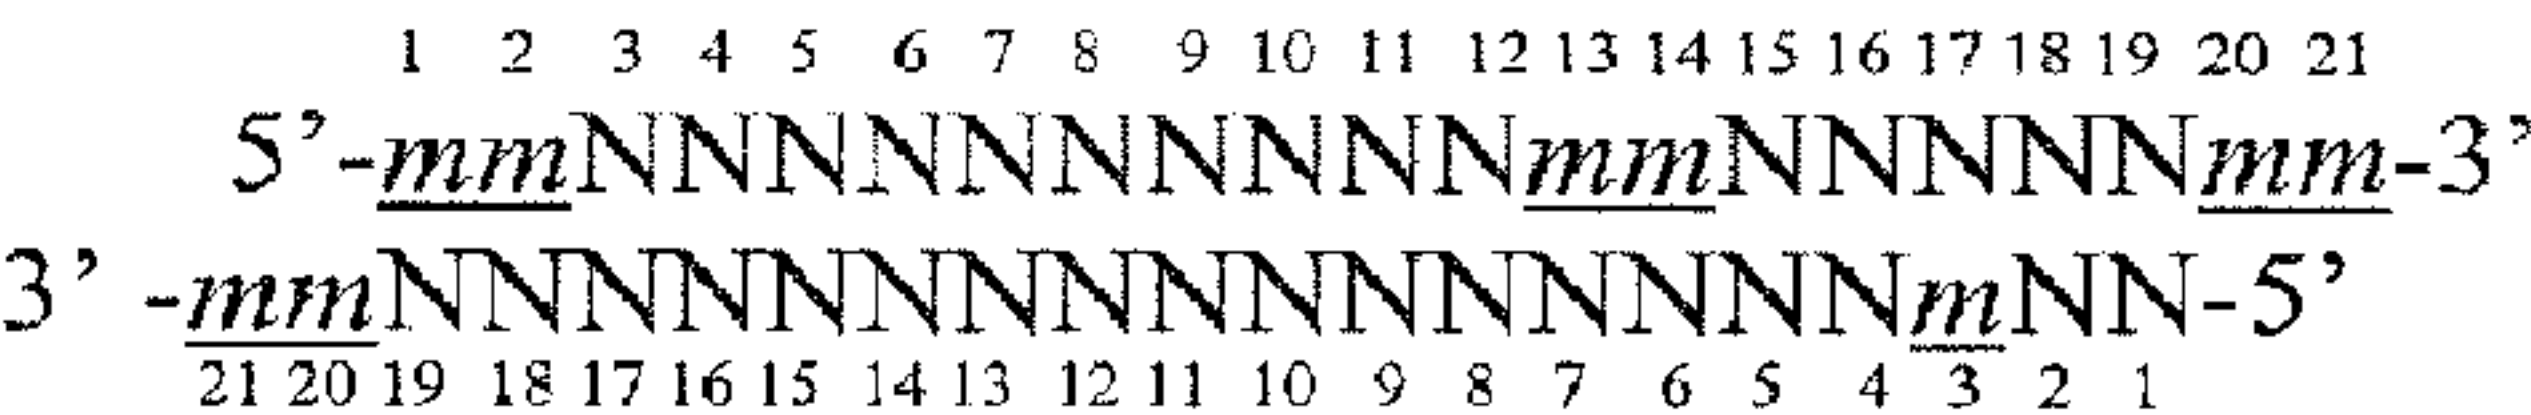 1 2 3 4 5 6 7 8 9 10 11 12 13 14 15 16 17 18 19 20 21
5’-mmNNNNNNNNNNmmNNNNNmm-3’
3’ -mmNNNNNNNNNNNNNNNNmNN-5’
21 20 19 18 17 16 15 14 13 12 11 10 9 8 7 6 5 4 3 2 1